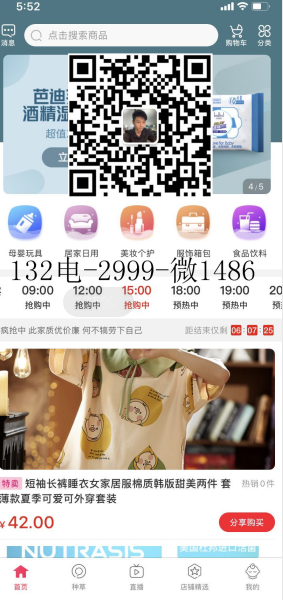 5:52
消息
点击搜索商品
购物车
分类
芭迪
酒精湿
超值
立
4/5
母婴玩具
居家日用
美妆个护
服饰箱包
食品饮料
132电-2999-微1486
09:00
12:00
15:00
18:00
19:00
20
抢购中
抢购中
抢购中
预热中
预热中
预
疯抢中 此家质优价廉 何不犒劳下自己
距结束仅剩 06:07:25
特卖 短袖长裤睡衣女家居服棉质韩版甜美两件 套
热销0件
薄款夏季可爱可外穿套装
¥42.00
分享购买
NUTRASIS
美国杜邦进口活菌
首页
种草
直播
店铺精选
我的